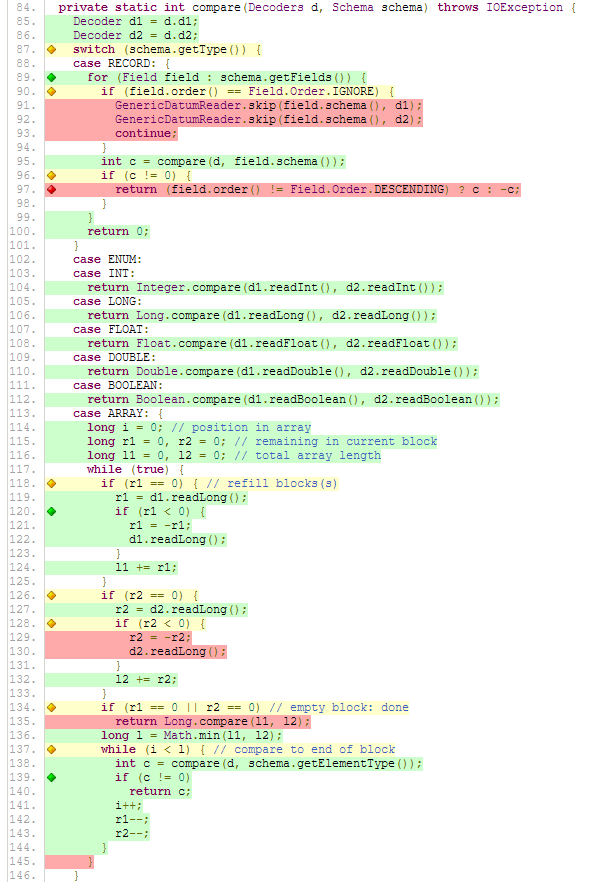 84. private static int compare(Decoders d, Schema schema) throws IOException {
85. Decoder d1 = d.d1;
86. Decoder d2 = d.d2;
87. switch (schema.getType()) {
88. case RECORD: {
89. for (Field field : schema.getFields()) {
90. if (field.order() == Field.Order.IGNORE) {
91. GenericDatumReader.skip(field.schema(), d1);
92. GenericDatumReader.skip(field.schema(), d2);
93. continue;
94. }
95. int c = compare(d, field.schema());
96. if (c != 0) {
97. return (field.order() != Field.Order.DESCENDING) ? c : -c;
98. }
99. }
100. return 0;
101. }
102. case ENUM:
103. case INT:
104. return Integer.compare(d1.readInt(), d2.readInt());
105. case LONG:
106. return Long.compare(d1.readLong(), d2.readLong());
107. case FLOAT:
108. return Float.compare(d1.readFloat(), d2.readFloat());
109. case DOUBLE:
110. return Double.compare(d1.readDouble(), d2.readDouble());
111. case BOOLEAN:
112. return Boolean.compare(d1.readBoolean(), d2.readBoolean());
113. case ARRAY: {
114. long i = 0; // position in array
115. long r1 = 0, r2 = 0; // remaining in current block
116. long l1 = 0, l2 = 0; // total array length
117. while (true) {
118. if (r1 == 0) { // refill blocks(s)
119. r1 = d1.readLong();
120. if (r1 < 0) {
121. r1 = -r1;
122. d1.readLong();
123. }
124. l1 += r1;
125. }
126. if (r2 == 0) {
127. r2 = d2.readLong();
128. if (r2 < 0) {
129. r2 = -r2;
130. d2.readLong();
131. }
132. l2 += r2;
133. }
134. if (r1 == 0 || r2 == 0) // empty block: done
135. return Long.compare(l1, l2);
136. long l = Math.min(l1, l2);
137. while (i < l) { // compare to end of block
138. int c = compare(d, schema.getElementType());
139. if (c != 0)
140. return c;
141. i++;
142. r1--;
143. r2--;
144. }
145. }
146. }